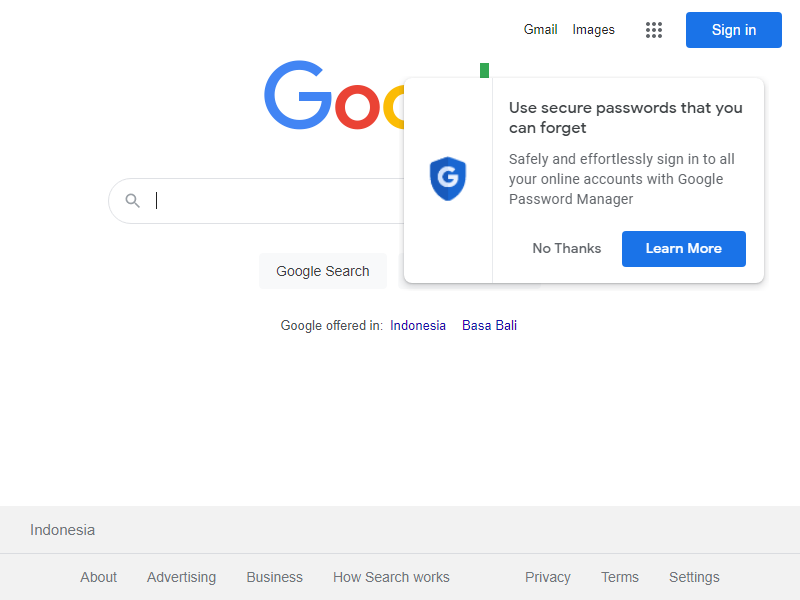 Gmail Images Sign in
Use secure passwords that you
can forget
Safely and effortlessly sign in to all
your online accounts with Google
Password Manager
No Thanks Learn More
Google Search
Google offered in: Indonesia Basa Bali
Indonesia
About Advertising Business How Search works Privacy Terms Settings